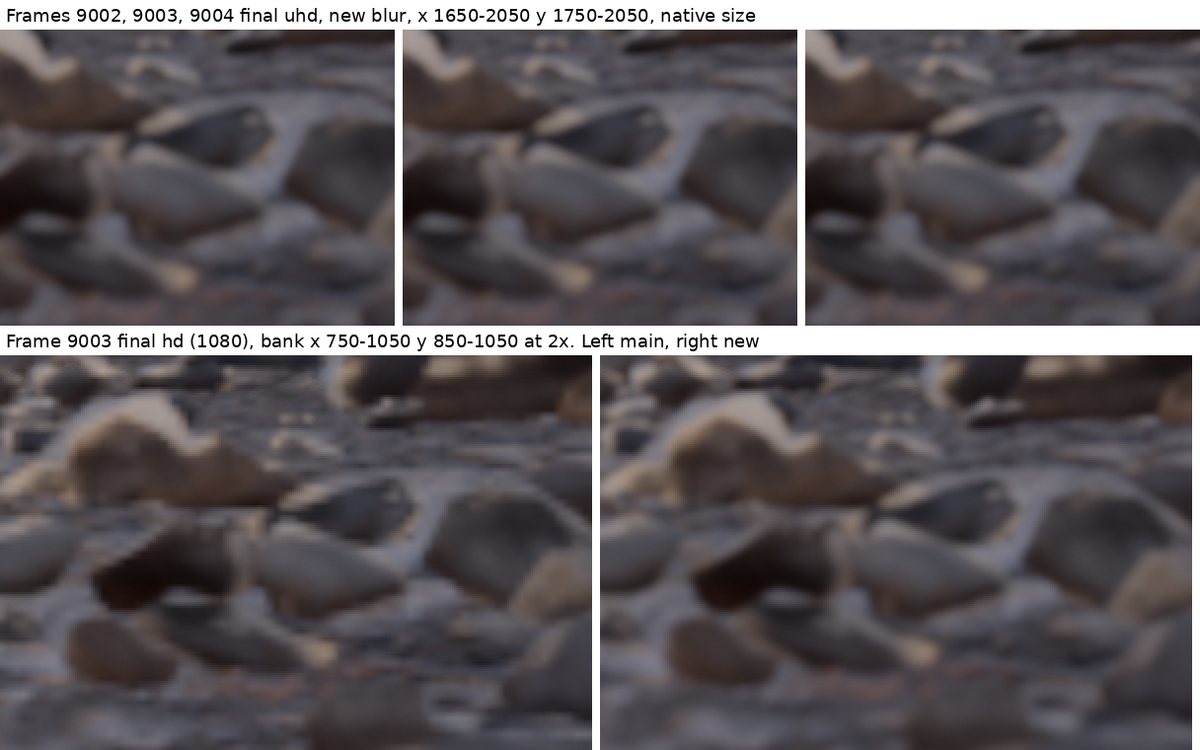 Frames 9002, 9003, 9004 final uhd, new blur, x 1650-2050 y 1750-2050, native size
Frame 9003 final hd (1080), bank x 750-1050 y 850-1050 at 2x. Left main, right new